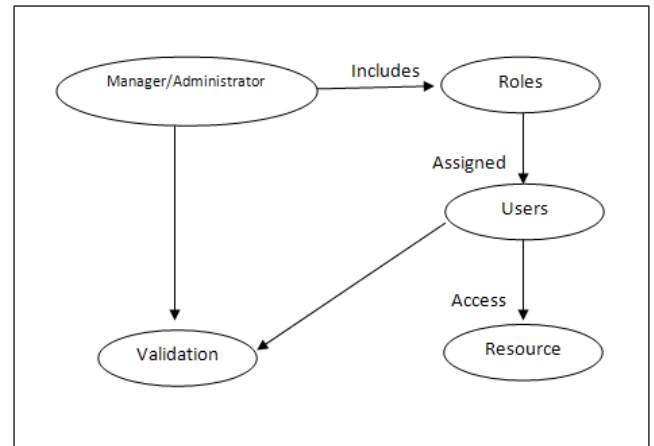 Manager/Administrator
Includes
Roles
Assigned
Users
Access
Validation
Resource